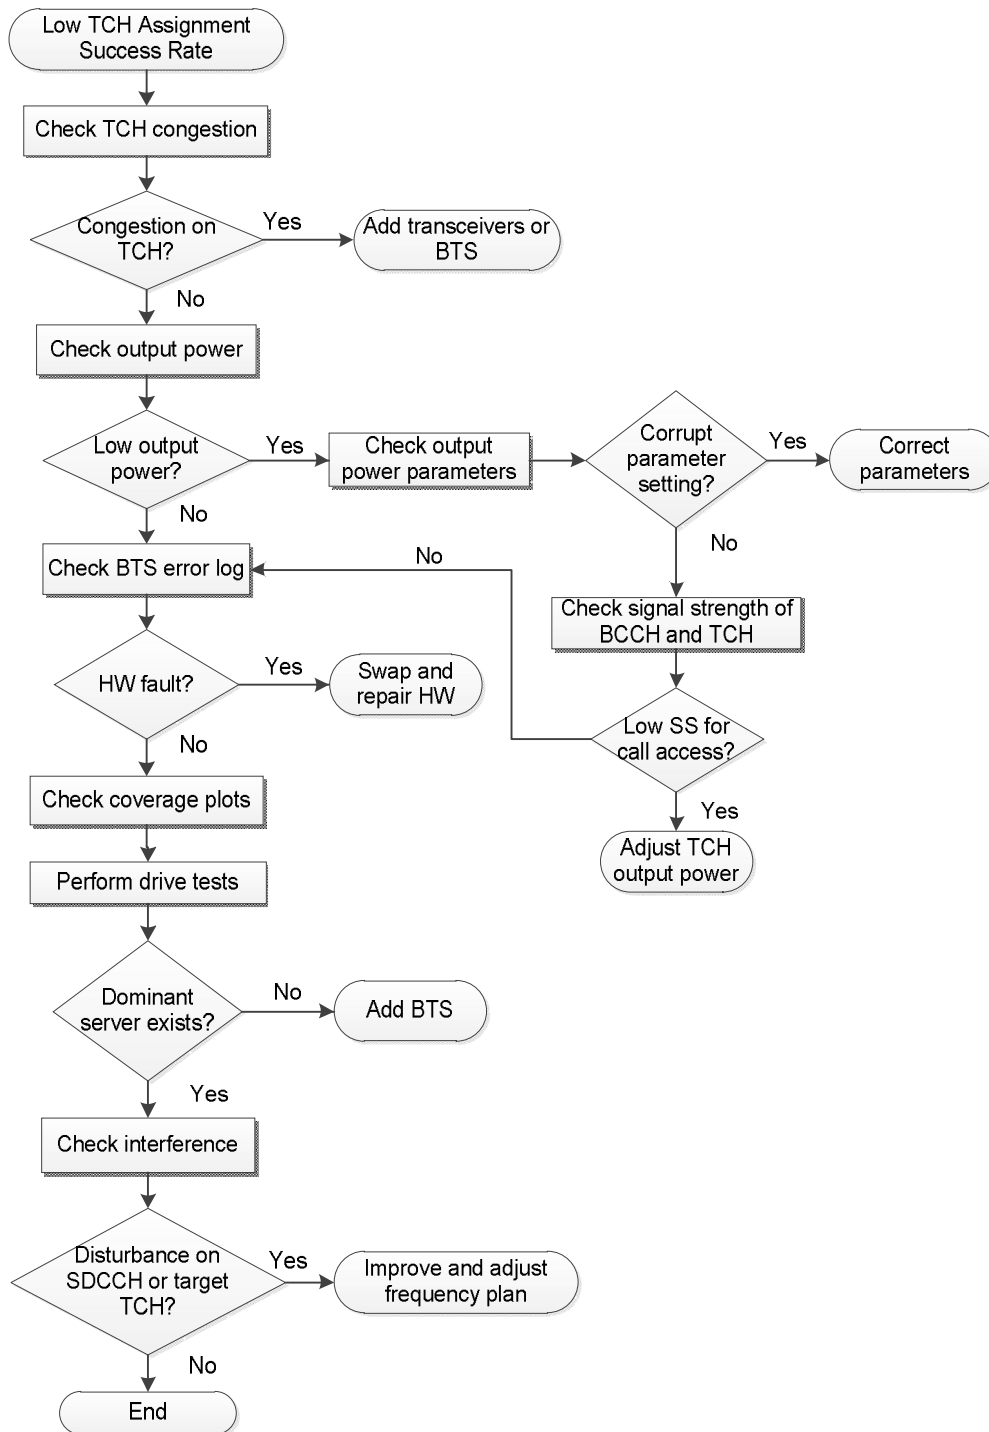 Low TCH Assignment
Success Rate
Check TCH congestion
Congestion on
TCH?
Yes
Add transceivers or
BTS
No
Check output power
Low output
power?
Yes
Check output
power parameters
Corrupt
parameter
setting?
Yes
Correct
parameters
No
No
Check BTS error log
No
Check signal strength of
BCCH and TCH
HW fault?
Yes
Swap and
repair HW
Low SS for
call access?
No
Yes
Check coverage plots
Adjust TCH
output power
Perform drive tests
Dominant
server exists?
No
Add BTS
Yes
Check interference
Disturbance on
SDCCH or target
TCH?
Yes
Improve and adjust
frequency plan
No
End